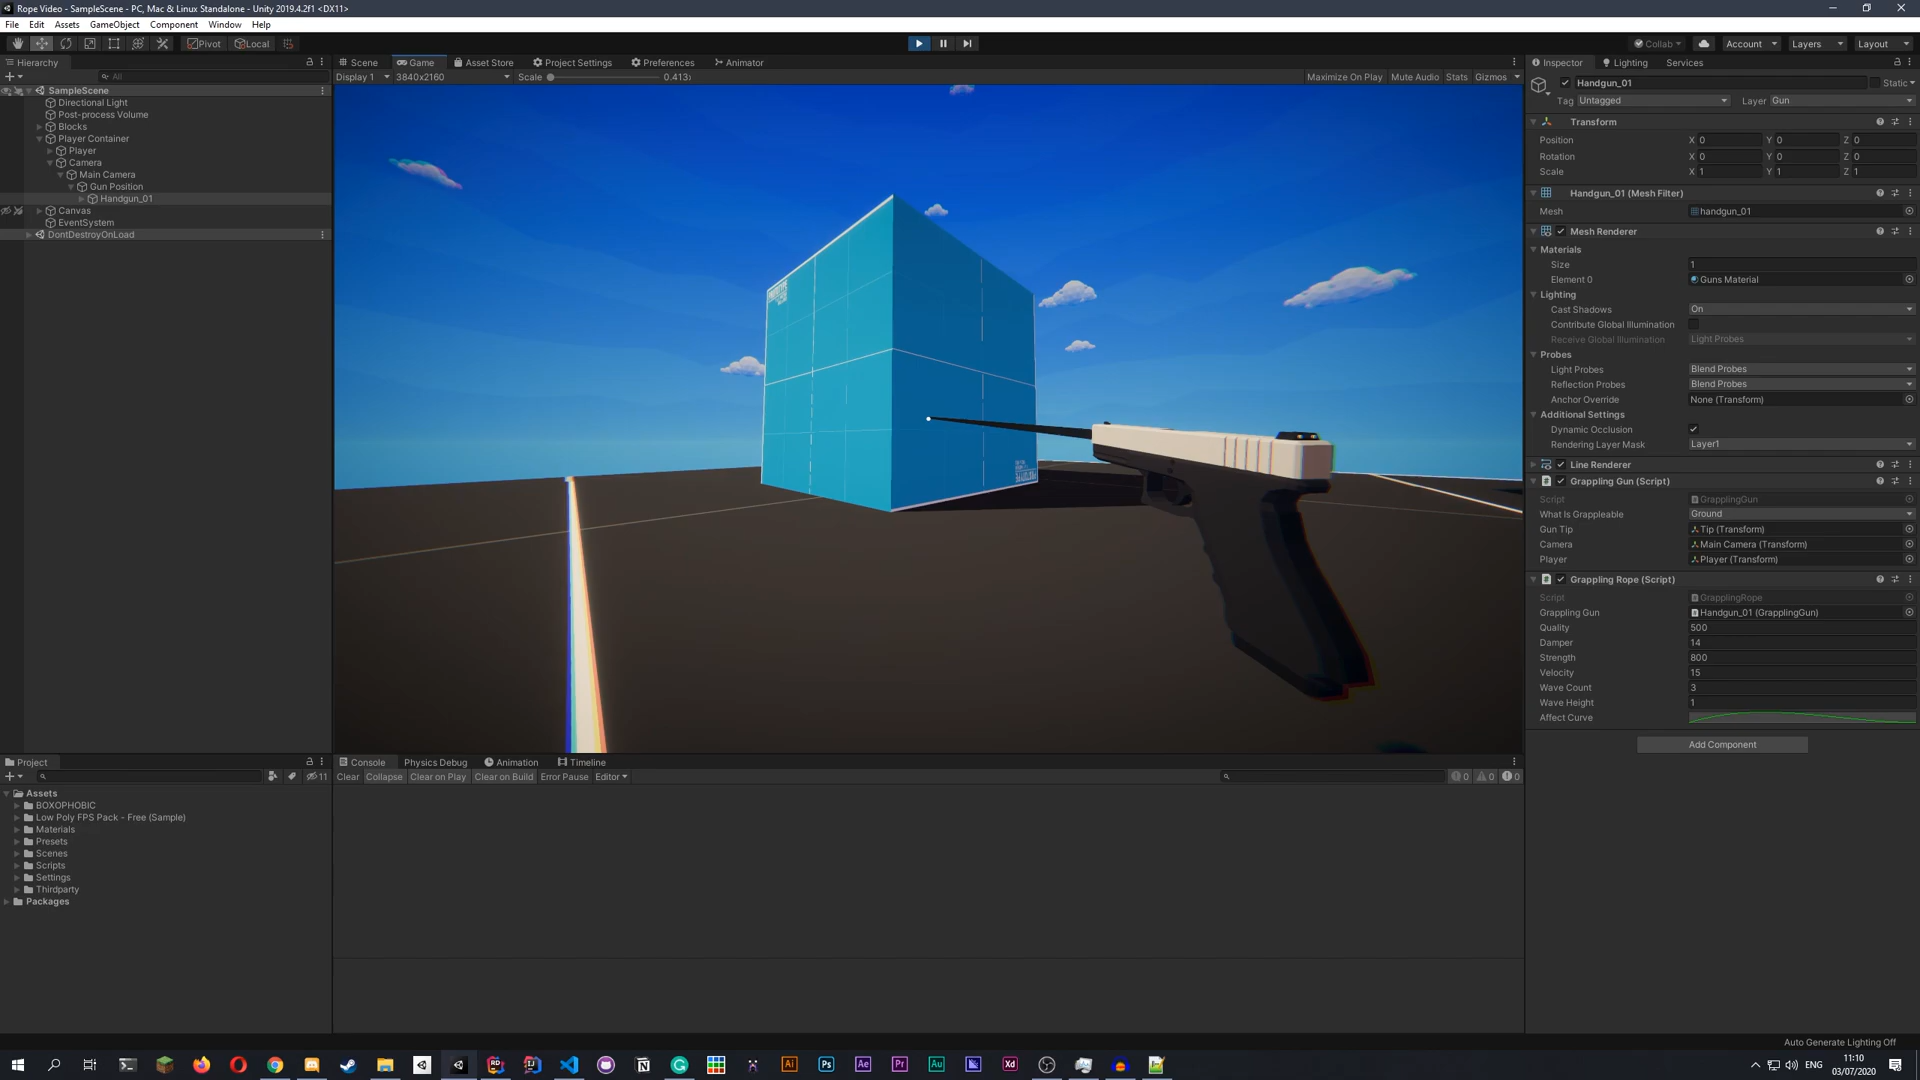 Rope Video - SampleScene - PC, Mac & Linux Standalone - Unity 2019.4.2f1 <DX11>
File Edit Assets GameObject Component Window Help
Pivot Local Collab Account Layers Layout
Hierarchy
All
SampleScene
Directional Light
Post-process Volume
Blocks
Player Container
Player
Camera
Main Camera
Gun Position
Handgun_01
Canvas
EventSystem
DontDestroyOnLoad
Scene Game Asset Store Project Settings Preferences Animator
Display 1 3840x2160 Scale 0.413x Maximize On Play Mute Audio Stats Gizmos
Inspector Lighting Services
Handgun_01 Static
Tag Untagged Layer Gun
Transform
Position X 0 Y 0 Z 0
Rotation X 0 Y 0 Z 0
Scale X 1 Y 1 Z 1
Handgun_01 (Mesh Filter)
Mesh handgun_01
Mesh Renderer
Materials
Size 1
Element 0 Guns Material
Lighting
Cast Shadows On
Contribute Global Illumination
Receive Global Illumination Light Probes
Probes
Light Probes Blend Probes
Reflection Probes Blend Probes
Anchor Override None (Transform)
Additional Settings
Dynamic Occlusion
Rendering Layer Mask Layer1
Line Renderer
Grappling Gun (Script)
Script GrapplingGun
What Is Grappleable Ground
Gun Tip Tip (Transform)
Camera Main Camera (Transform)
Player Player (Transform)
Grappling Rope (Script)
Script GrapplingRope
Grappling Gun Handgun_01 (GrapplingGun)
Quality 500
Damper 14
Strength 800
Velocity 15
Wave Count 3
Wave Height 1
Affect Curve
Add Component
Project
11
Assets
BOXOPHOBIC
Low Poly FPS Pack - Free (Sample)
Materials
Presets
Scenes
Scripts
Settings
Thirdparty
Packages
Console Physics Debug Animation Timeline
Clear Collapse Clear on Play Clear on Build Error Pause Editor 0 0 0
Auto Generate Lighting Off
RD IJ N G Ai Ps Ae Pr Au Xd
ENG
11:10
03/07/2020